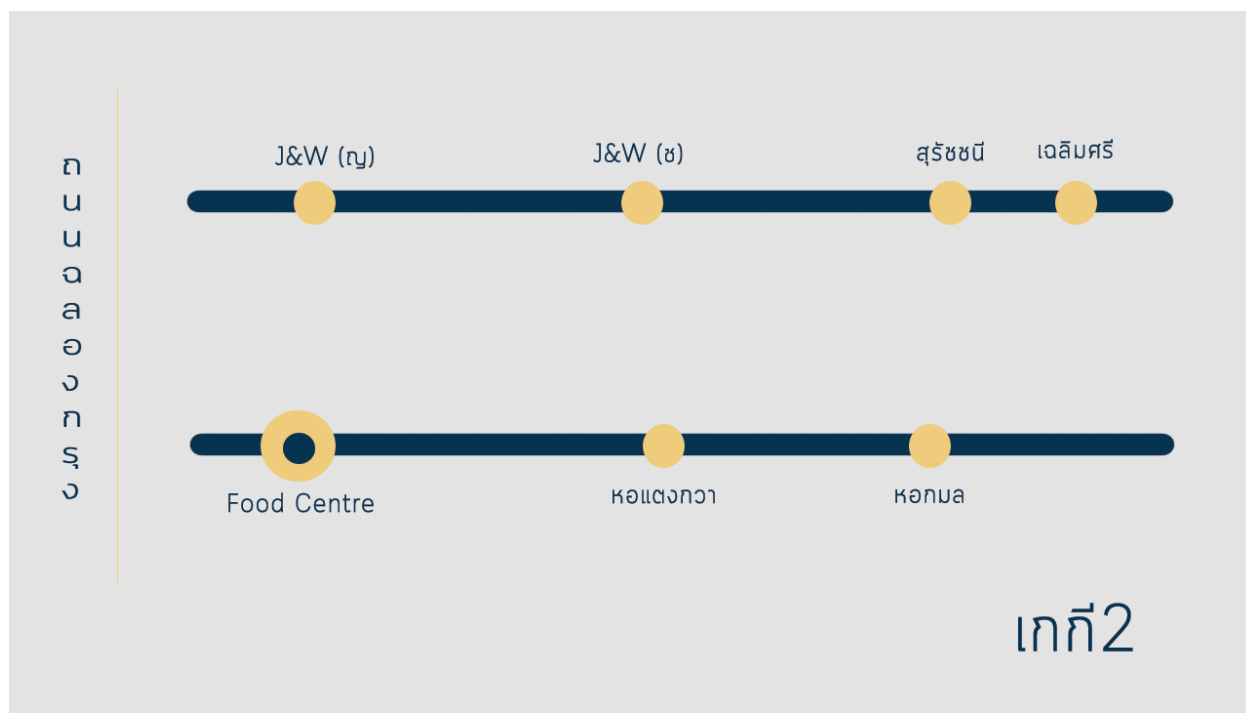 ถนนฉลองกรุง
J&W (ญ)
J&W (ช)
สุรัชชนี
เฉลิมศรี
Food Centre
หอแตงกวา
หอกมล
เกกี2